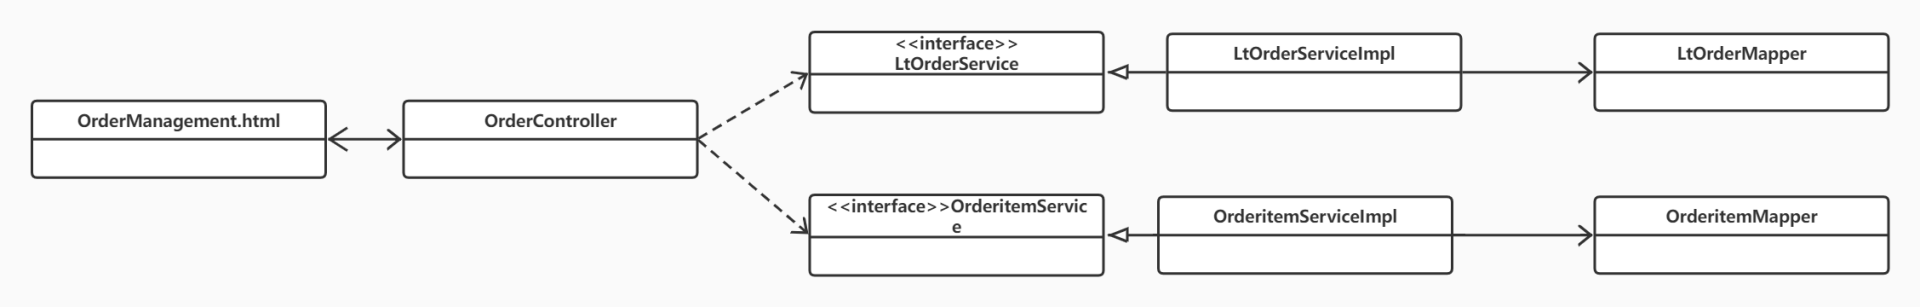 OrderManagement.html
OrderController
<<interface>>
LtOrderService
LtOrderServiceImpl
LtOrderMapper
<<interface>>OrderitemServic
e
OrderitemServiceImpl
OrderitemMapper